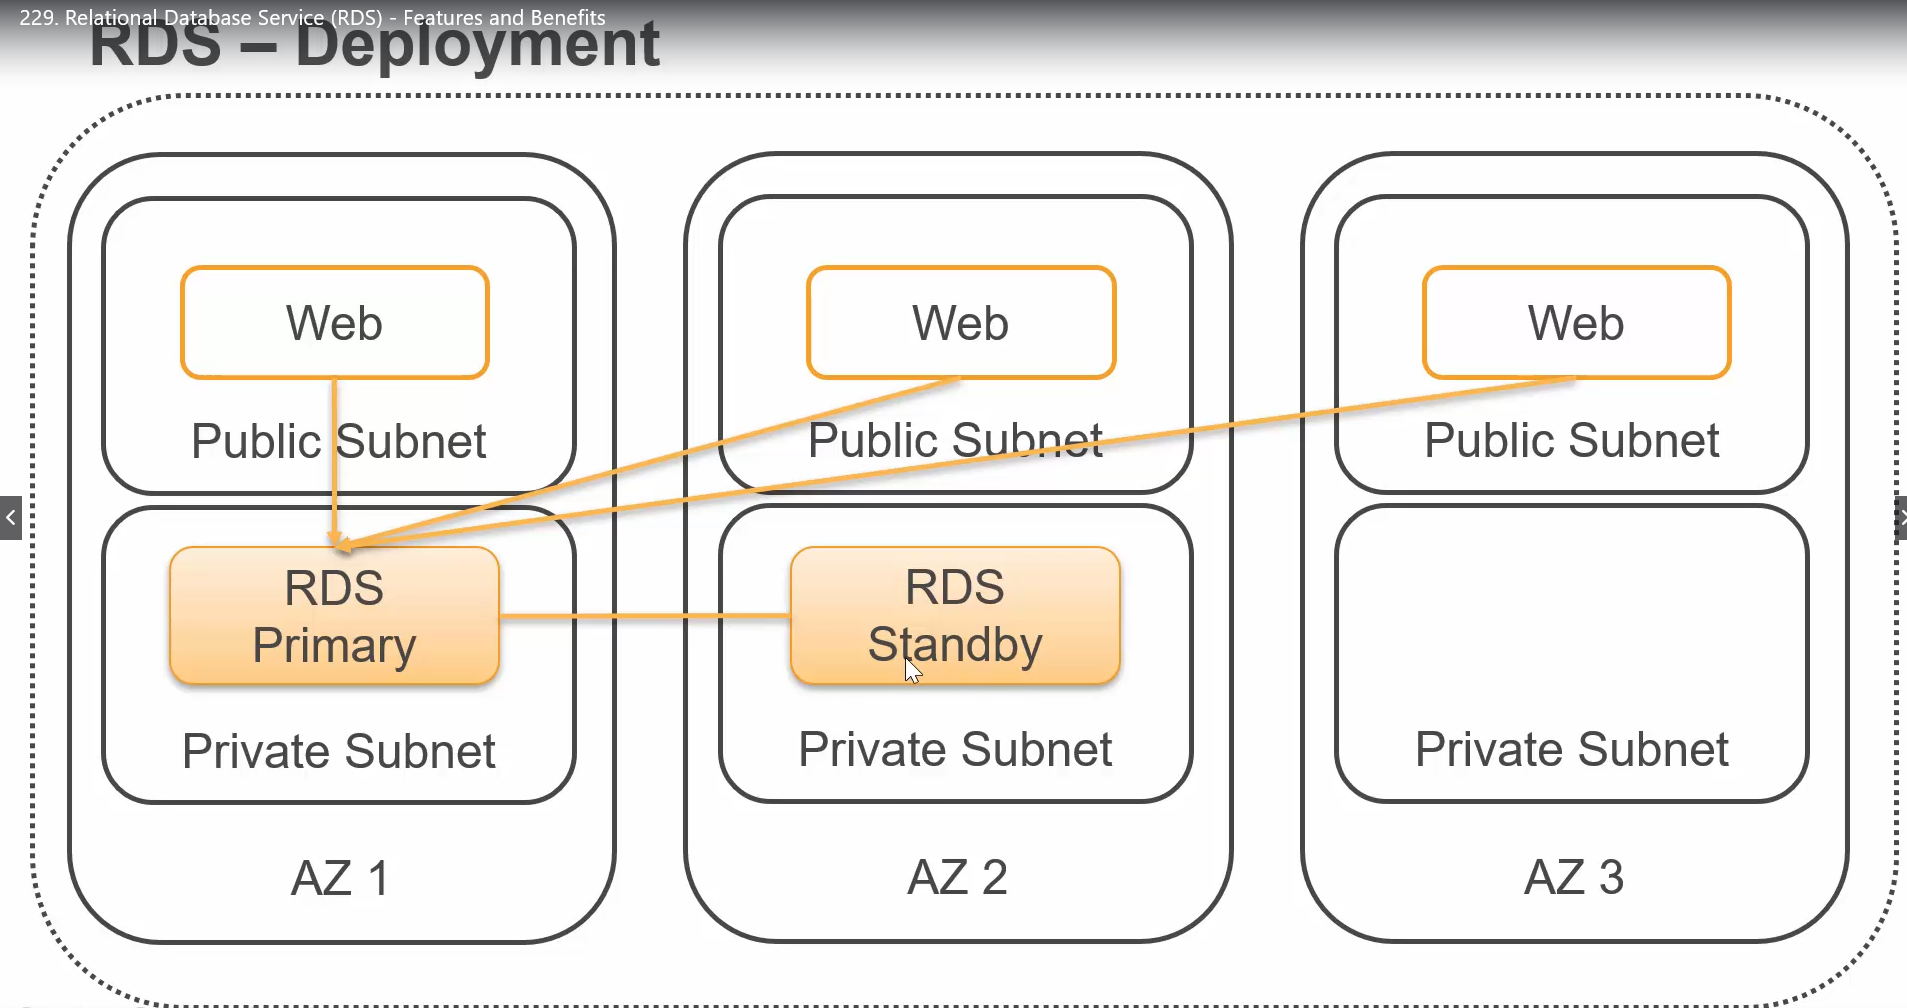 229. Relational Database Service (RDS) - Features and Benefits
RDS – Deployment
Web
Public Subnet
RDS
Primary
Private Subnet
AZ 1
Web
Public Subnet
RDS
Standby
Private Subnet
AZ 2
Web
Public Subnet
Private Subnet
AZ 3